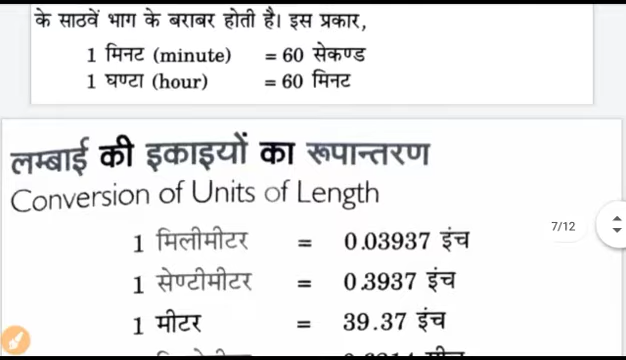 के साठवें भाग के बराबर होती है। इस प्रकार,
1 मिनट (minute) = 60 सेकण्ड
1 घण्टा (hour) = 60 मिनट
लम्बाई की इकाइयों का रूपान्तरण
Conversion of Units of Length
1 मिलीमीटर = 0.03937 इंच
7/12
1 सेण्टीमीटर = 0.3937 इंच
1 मीटर = 39.37 इंच